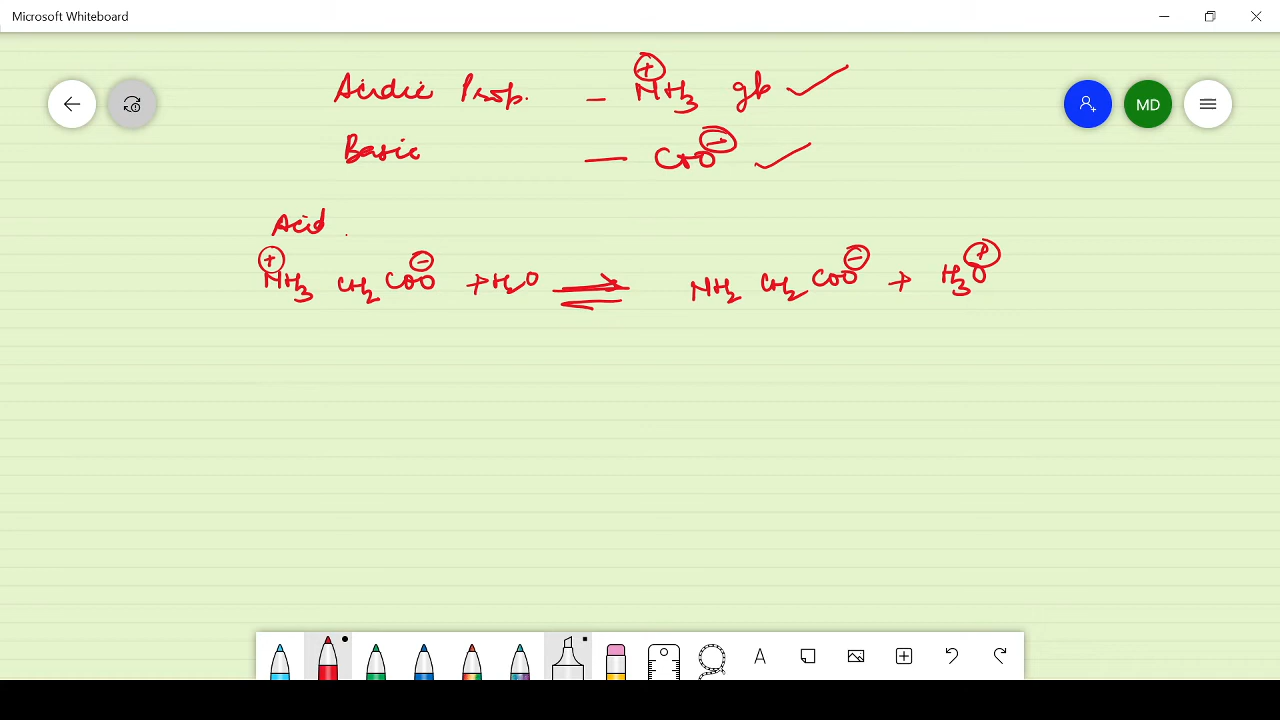 Microsoft Whiteboard
MD
Acidic Prop. - ⊕NH3 gp ✓
Basic - COO⊖ ✓
Acid.
⊕NH3 CH2 COO⊖ + H2O ⇌ NH2 CH2 COO⊖ + H3O⊕
A